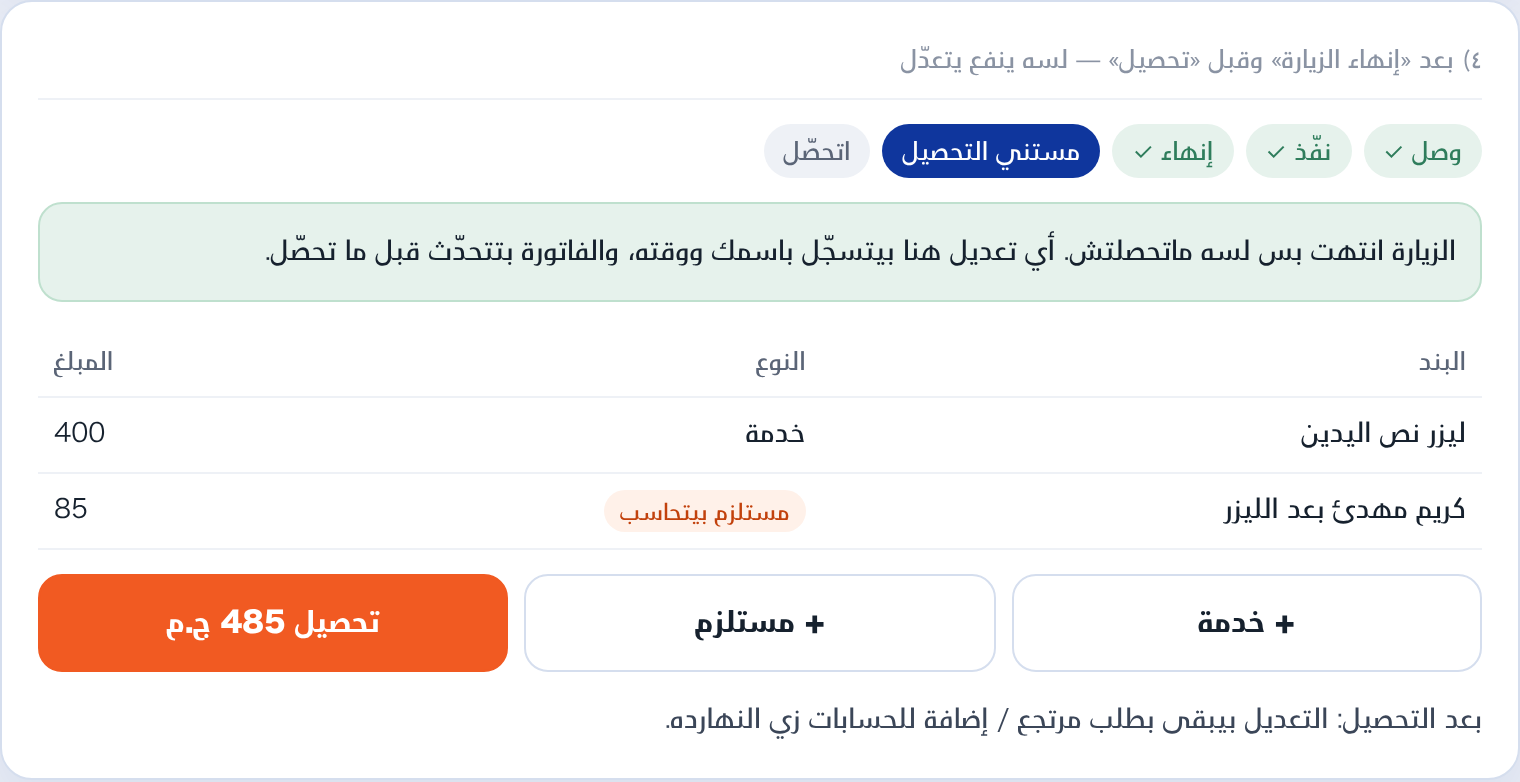 ٤) بعد «إنهاء الزيارة» وقبل «تحصيل» — لسه ينفع يتعدّل
وصل ✓
نفّذ ✓
إنهاء ✓
مستني التحصيل
اتحصّل
الزيارة انتهت بس لسه ماتحصلتش. أي تعديل هنا بيتسجّل باسمك ووقته، والفاتورة بتتحدّث قبل ما تحصّل.
البند النوع المبلغ
ليزر نص اليدين خدمة 400
كريم مهدئ بعد الليزر مستلزم بيتحاسب 85
+ خدمة
+ مستلزم
تحصيل 485 ج.م
بعد التحصيل: التعديل بيبقى بطلب مرتجع / إضافة للحسابات زي النهارده.